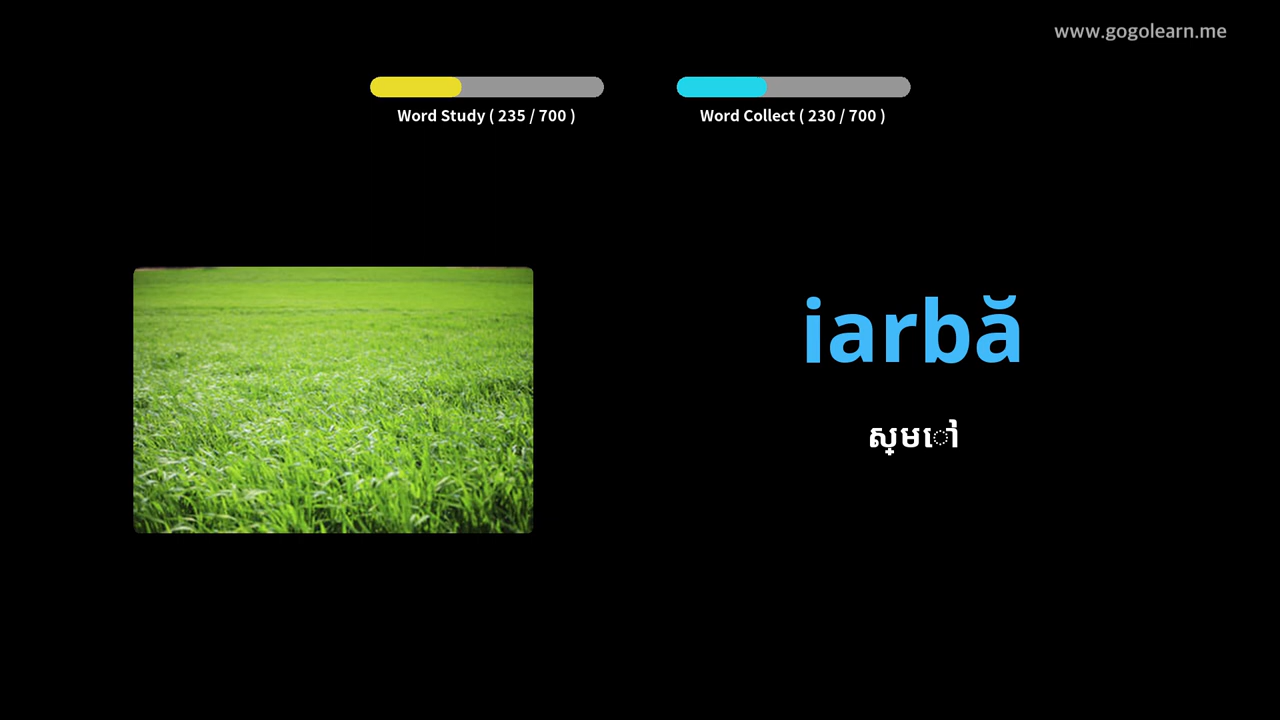 www.gogolearn.me
Word Study ( 235 / 700 )
Word Collect ( 230 / 700 )
iarbă
ស្មៅ